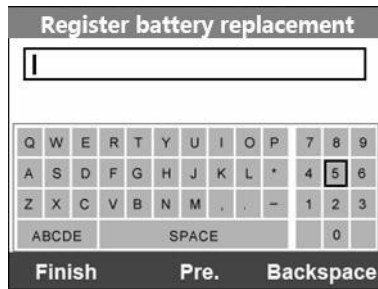 Register battery replacement
Q W E R T Y U I O P 7 8 9
A S D F G H J K L * 4 5 6
Z X C V B N M , . - 1 2 3
ABCDE SPACE 0
Finish Pre. Backspace